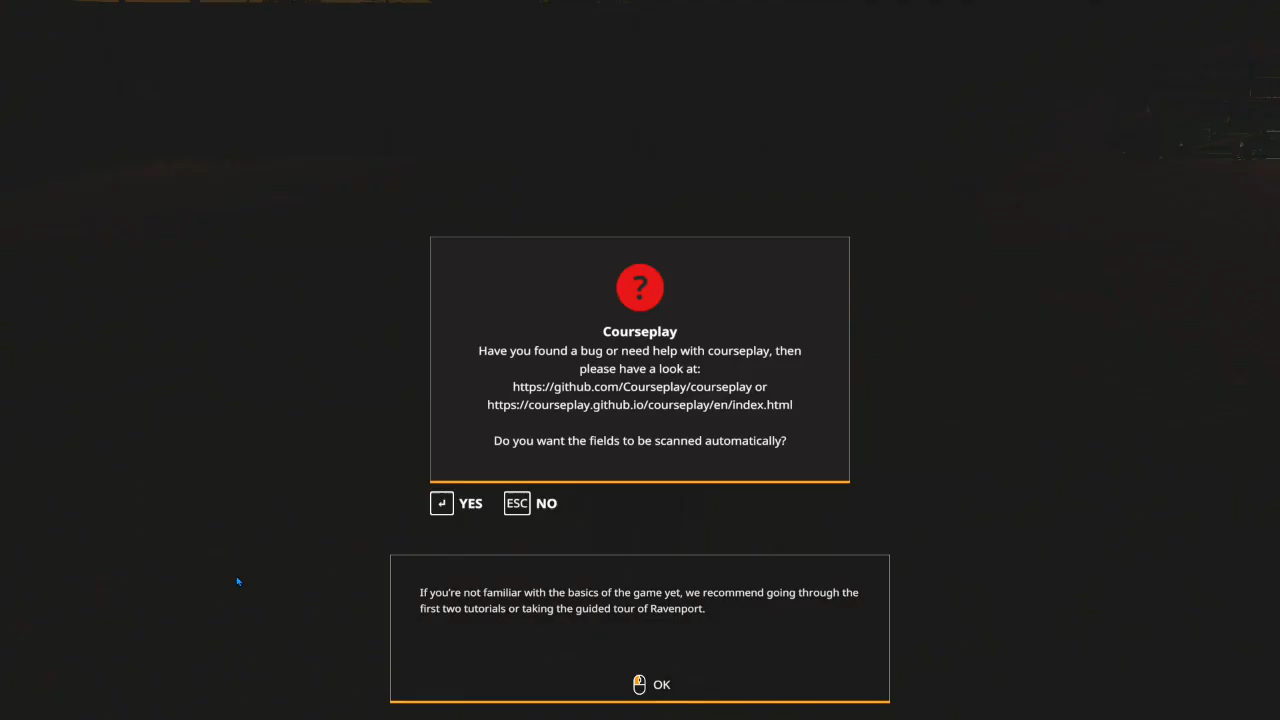 ?
Courseplay
Have you found a bug or need help with courseplay, then
please have a look at:
https://github.com/Courseplay/courseplay or
https://courseplay.github.io/courseplay/en/index.html
Do you want the fields to be scanned automatically?
↵ YES ESC NO
If you're not familiar with the basics of the game yet, we recommend going through the
first two tutorials or taking the guided tour of Ravenport.
OK